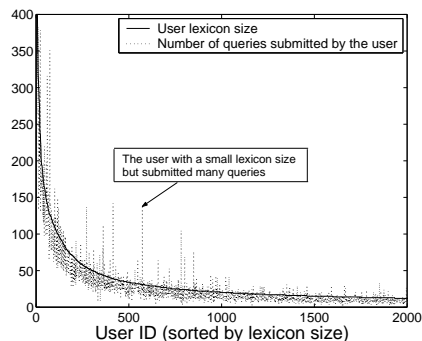 400
350
300
250
200
150
100
50
0
User lexicon size
Number of queries submitted by the user
The user with a small lexicon size
but submitted many queries
0 500 1000 1500 2000
User ID (sorted by lexicon size)